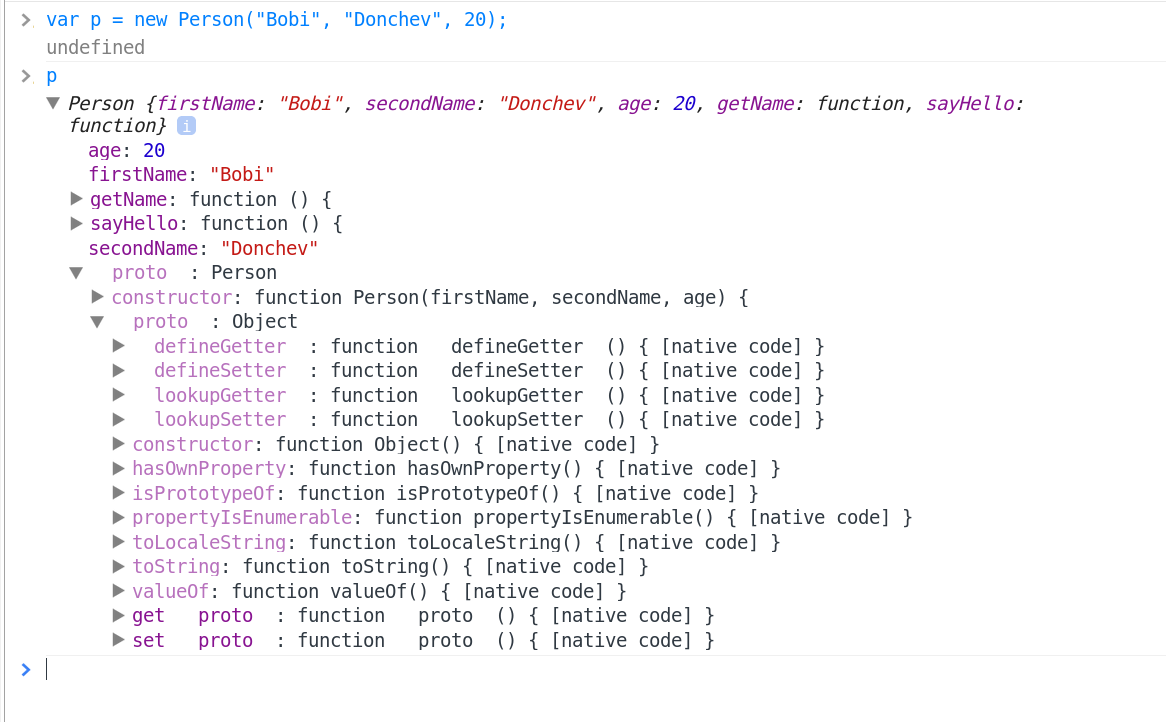 var p = new Person("Bobi", "Donchev", 20);
undefined
p
Person {firstName: "Bobi", secondName: "Donchev", age: 20, getName: function, sayHello:
function} i
age: 20
firstName: "Bobi"
getName: function () {
sayHello: function () {
secondName: "Donchev"
proto : Person
constructor: function Person(firstName, secondName, age) {
proto : Object
defineGetter : function defineGetter () { [native code] }
defineSetter : function defineSetter () { [native code] }
lookupGetter : function lookupGetter () { [native code] }
lookupSetter : function lookupSetter () { [native code] }
constructor: function Object() { [native code] }
hasOwnProperty: function hasOwnProperty() { [native code] }
isPrototypeOf: function isPrototypeOf() { [native code] }
propertyIsEnumerable: function propertyIsEnumerable() { [native code] }
toLocaleString: function toLocaleString() { [native code] }
toString: function toString() { [native code] }
valueOf: function valueOf() { [native code] }
get proto : function proto () { [native code] }
set proto : function proto () { [native code] }